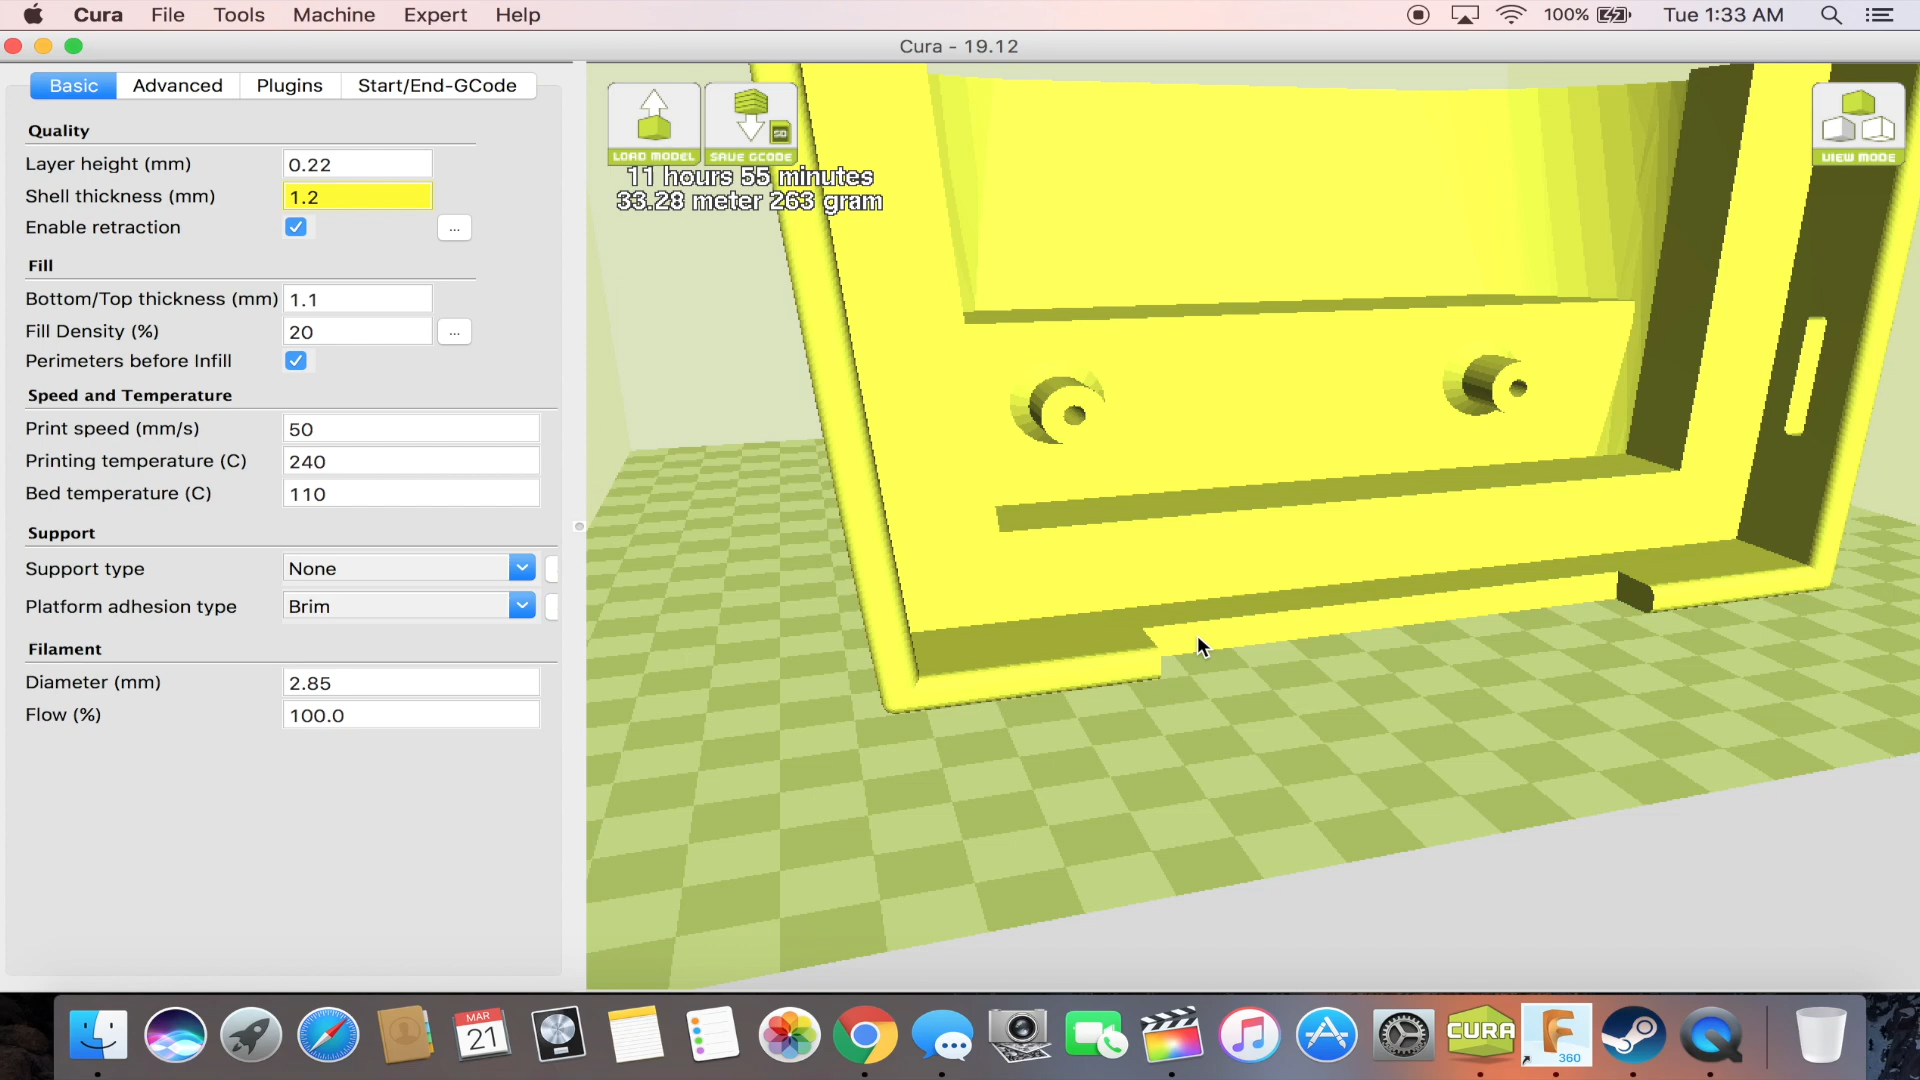 Cura File Tools Machine Expert Help 100% Tue 1:33 AM
Cura - 19.12
Basic Advanced Plugins Start/End-GCode
Quality
Layer height (mm) 0.22
Shell thickness (mm) 1.2
Enable retraction ...
Fill
Bottom/Top thickness (mm) 1.1
Fill Density (%) 20 ...
Perimeters before Infill
Speed and Temperature
Print speed (mm/s) 50
Printing temperature (C) 240
Bed temperature (C) 110
Support
Support type None
Platform adhesion type Brim
Filament
Diameter (mm) 2.85
Flow (%) 100.0
LOAD MODEL SD SAVE GCODE
11 hours 55 minutes
33.28 meter 263 gram
VIEW MODE
MAR
21
CURA
F
360